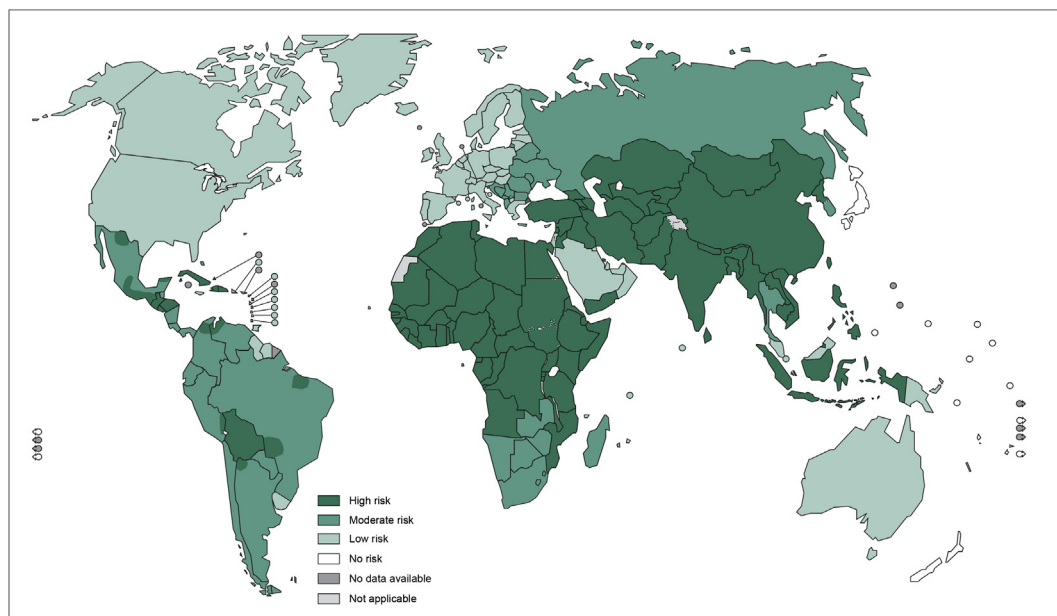 High risk
Moderate risk
Low risk
No risk
No data available
Not applicable